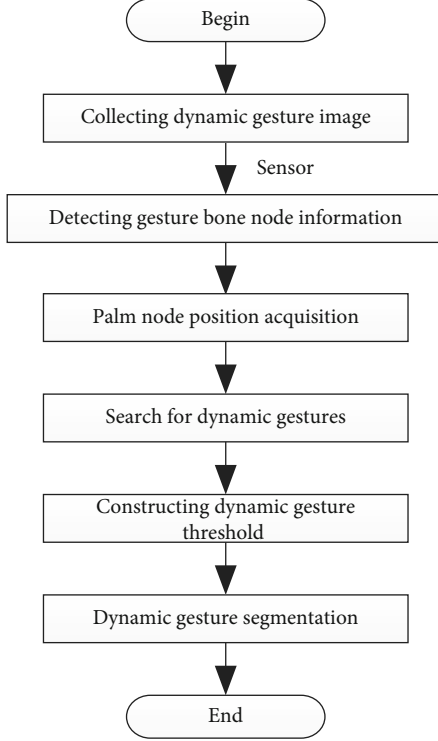 Begin
Collecting dynamic gesture image
Sensor
Detecting gesture bone node information
Palm node position acquisition
Search for dynamic gestures
Constructing dynamic gesture
threshold
Dynamic gesture segmentation
End